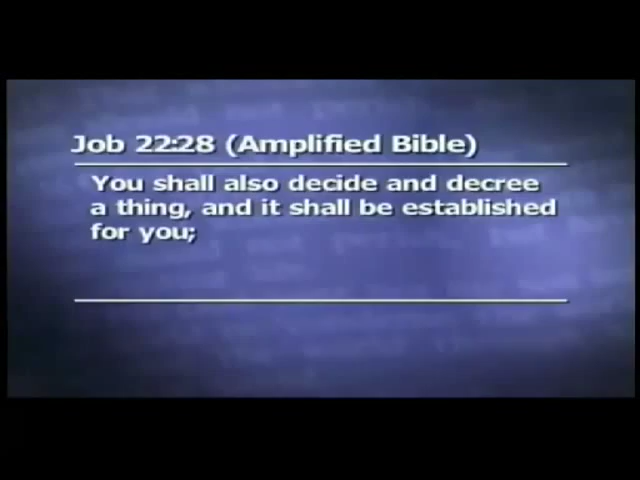 Job 22:28 (Amplified Bible)
You shall also decide and decree
a thing, and it shall be established
for you;